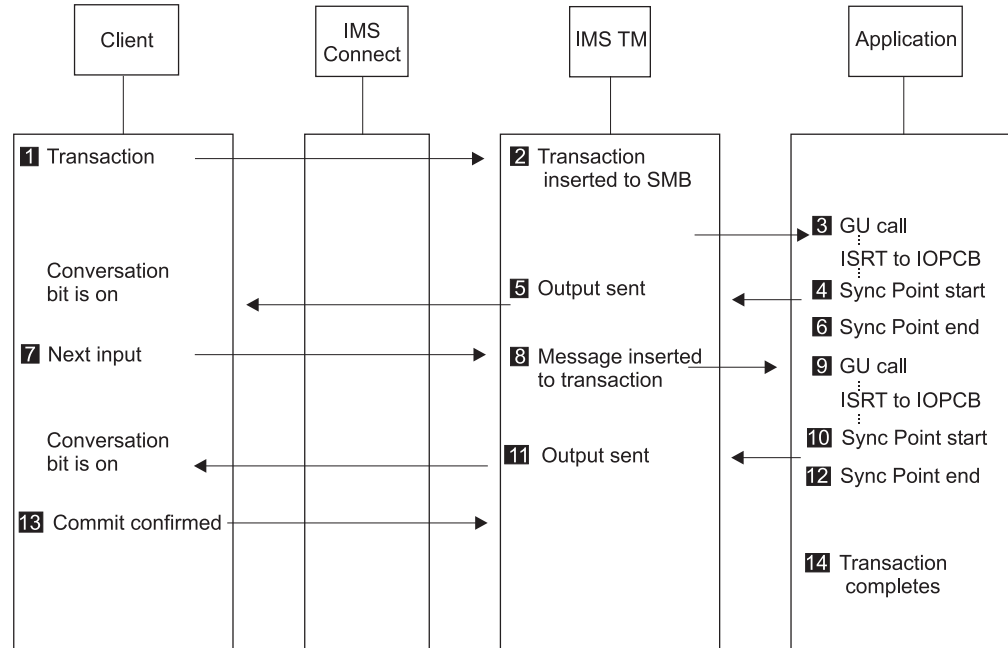 Client
IMS
Connect
IMS TM
Application
1 Transaction
2 Transaction
inserted to SMB
3 GU call
ISRT to IOPCB
Conversation
bit is on
5 Output sent
4 Sync Point start
6 Sync Point end
7 Next input
8 Message inserted
to transaction
9 GU call
ISRT to IOPCB
Conversation
bit is on
11 Output sent
10 Sync Point start
12 Sync Point end
13 Commit confirmed
14 Transaction
completes